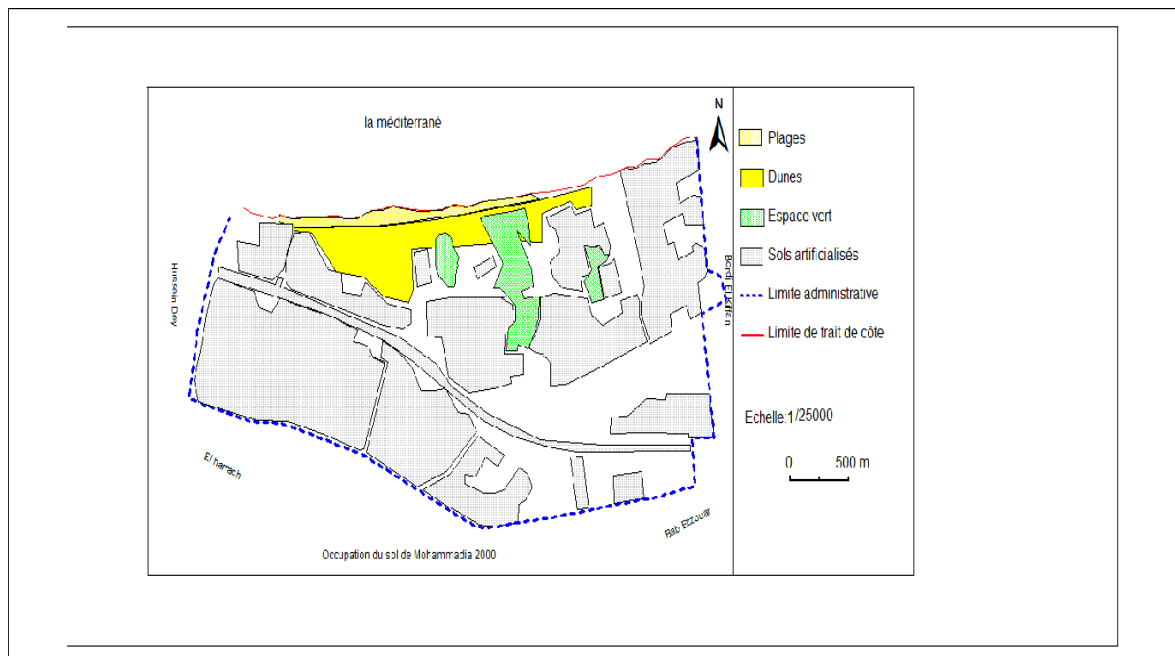 la méditerrané
N
Plages
Dunes
Espace vert
Sols artificialisés
Limite administrative
Limite de trait de côte
Echelle:1/25000
0 500 m
Hussein Dey
Bordj El Kiffan
El harrach
Bab Ezzouar
Occupation du sol de Mohammadia 2000